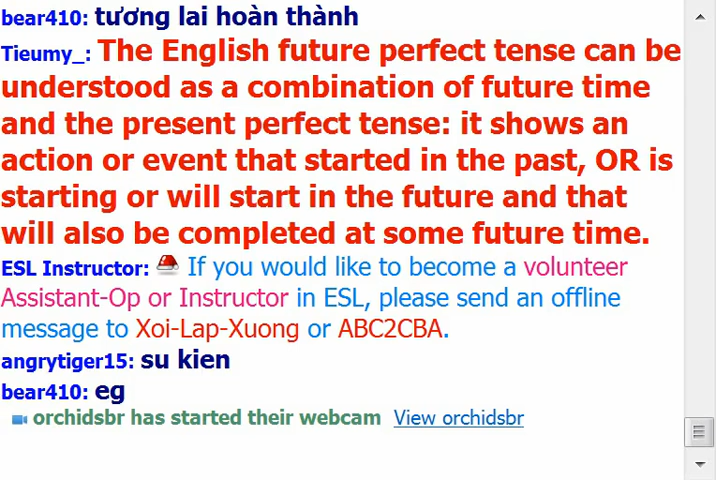 bear410: tương lai hoàn thành
Tieumy_: The English future perfect tense can be
understood as a combination of future time
and the present perfect tense: it shows an
action or event that started in the past, OR is
starting or will start in the future and that
will also be completed at some future time.
ESL Instructor: If you would like to become a volunteer
Assistant-Op or Instructor in ESL, please send an offline
message to Xoi-Lap-Xuong or ABC2CBA.
angrytiger15: su kien
bear410: eg
orchidsbr has started their webcam View orchidsbr